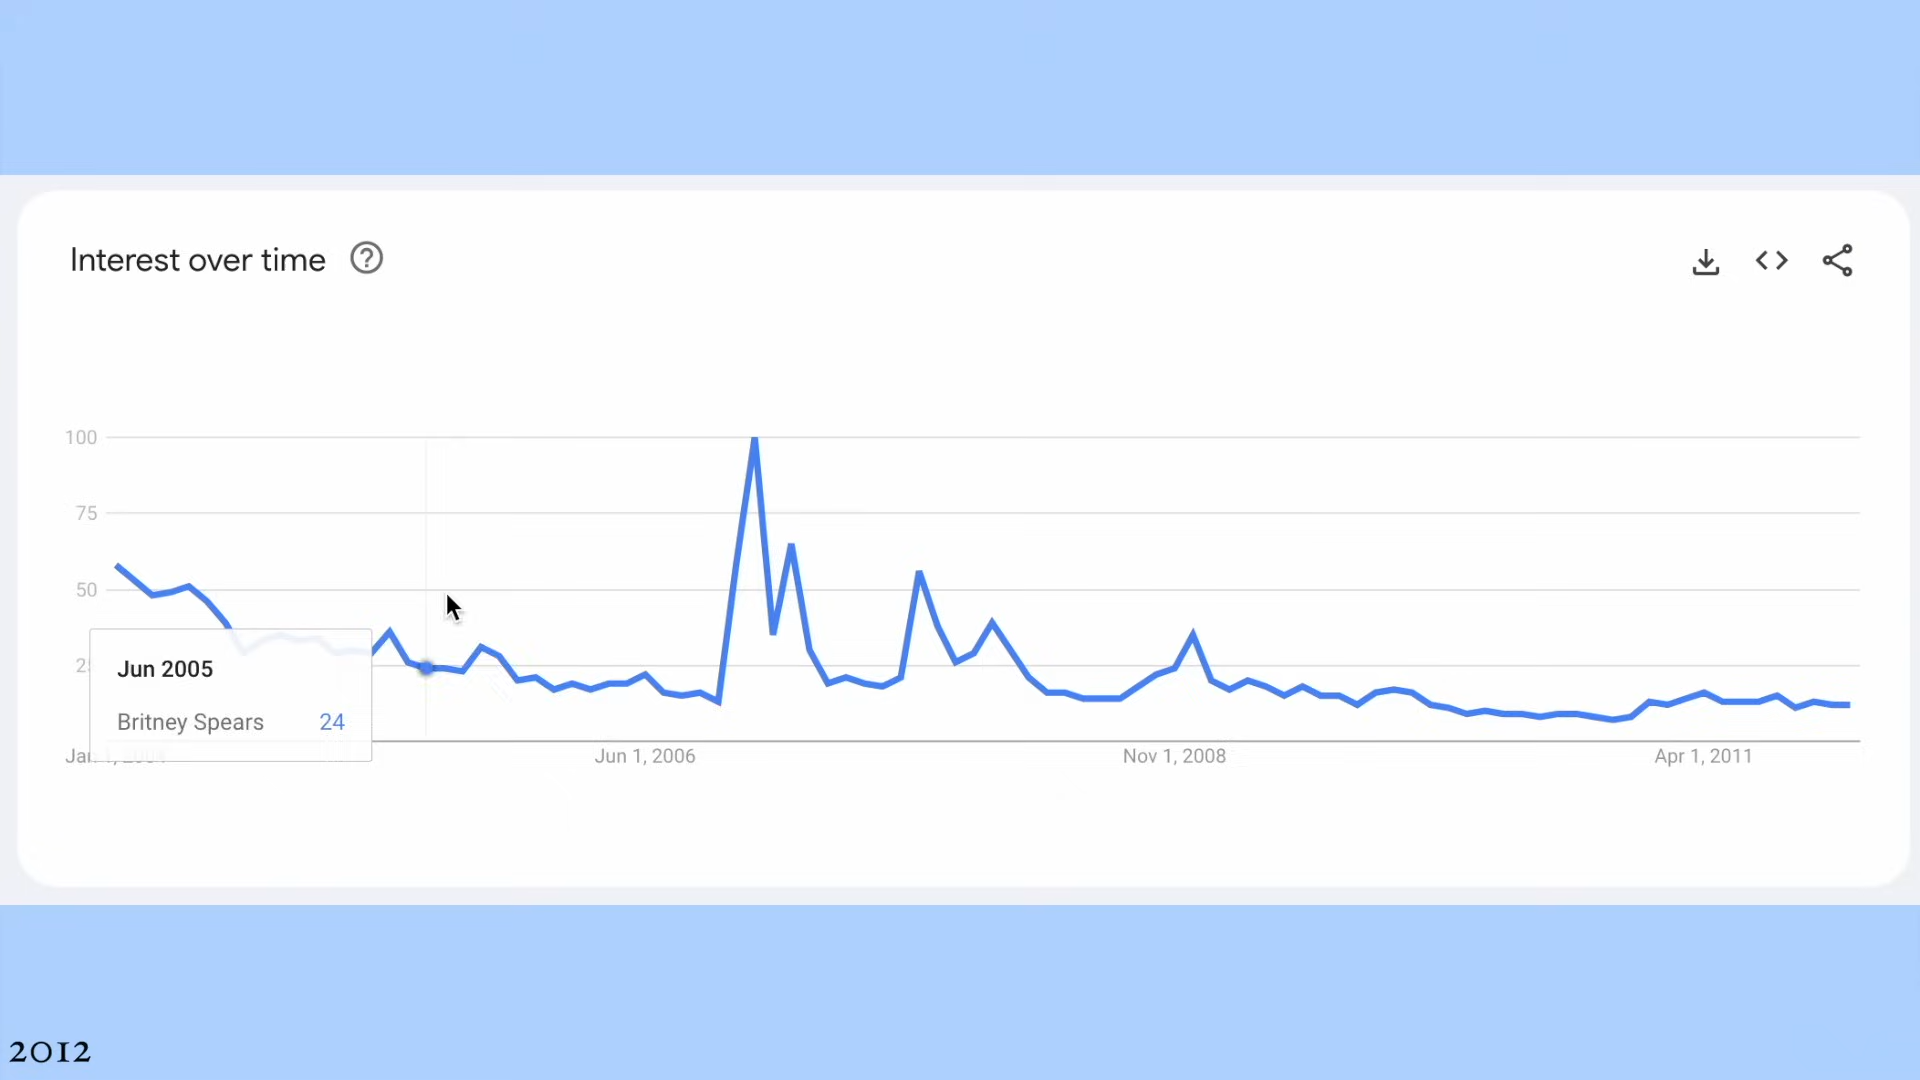 Interest over time
100
75
50
25
Jun 2005
Britney Spears 24
Jun 1, 2006
Nov 1, 2008
Apr 1, 2011
2012